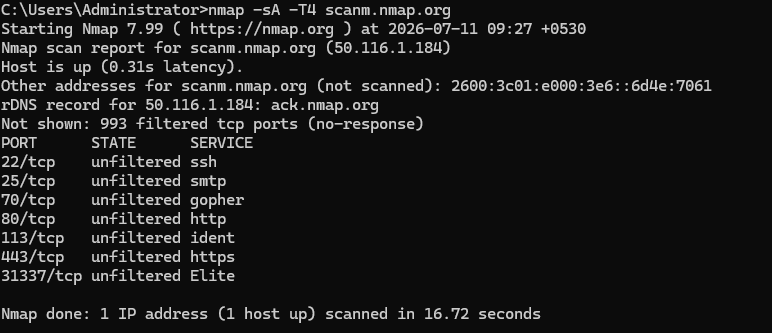 C:\Users\Administrator>nmap -sA -T4 scanm.nmap.org
Starting Nmap 7.99 ( https://nmap.org ) at 2026-07-11 09:27 +0530
Nmap scan report for scanm.nmap.org (50.116.1.184)
Host is up (0.31s latency).
Other addresses for scanm.nmap.org (not scanned): 2600:3c01:e000:3e6::6d4e:7061
rDNS record for 50.116.1.184: ack.nmap.org
Not shown: 993 filtered tcp ports (no-response)
PORT      STATE      SERVICE
22/tcp    unfiltered ssh
25/tcp    unfiltered smtp
70/tcp    unfiltered gopher
80/tcp    unfiltered http
113/tcp   unfiltered ident
443/tcp   unfiltered https
31337/tcp unfiltered Elite
Nmap done: 1 IP address (1 host up) scanned in 16.72 seconds